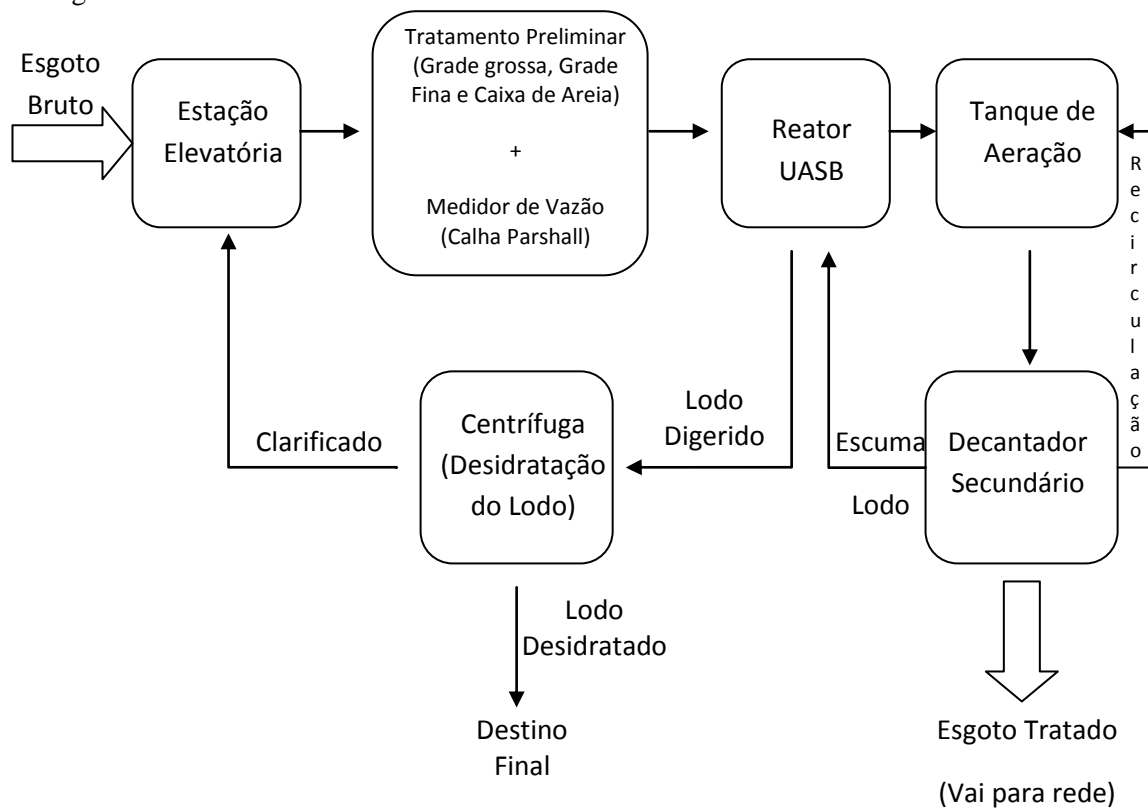 Esgoto
Bruto
Estação
Elevatória
Tratamento Preliminar
(Grade grossa, Grade
Fina e Caixa de Areia)
+
Medidor de Vazão
(Calha Parshall)
Reator
UASB
Tanque de
Aeração
Recirculação
Clarificado
Centrífuga
(Desidratação
do Lodo)
Lodo
Digerido
Escuma
Lodo
Decantador
Secundário
Lodo
Desidratado
Destino
Final
Esgoto Tratado
(Vai para rede)